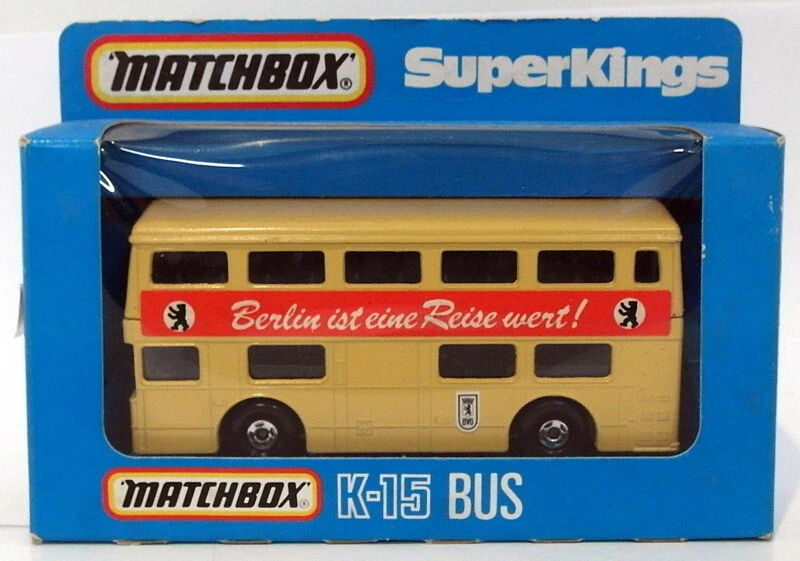 'MATCHBOX'® SuperKings
Berlin ist eine Reise wert!
BVG
'MATCHBOX'® K-15 BUS